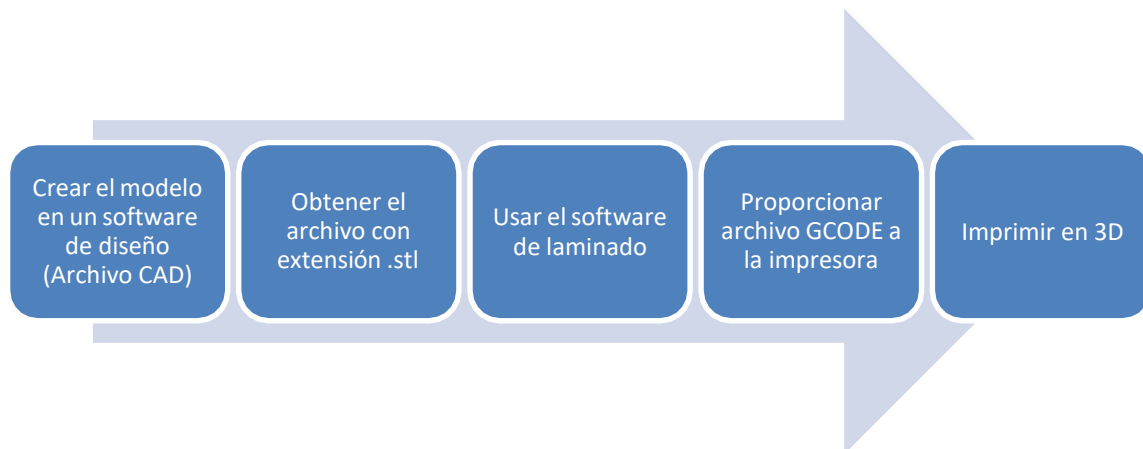 Crear el modelo
en un software
de diseño
(Archivo CAD)
Obtener el
archivo con
extensión .stl
Usar el software
de laminado
Proporcionar
archivo GCODE a
la impresora
Imprimir en 3D